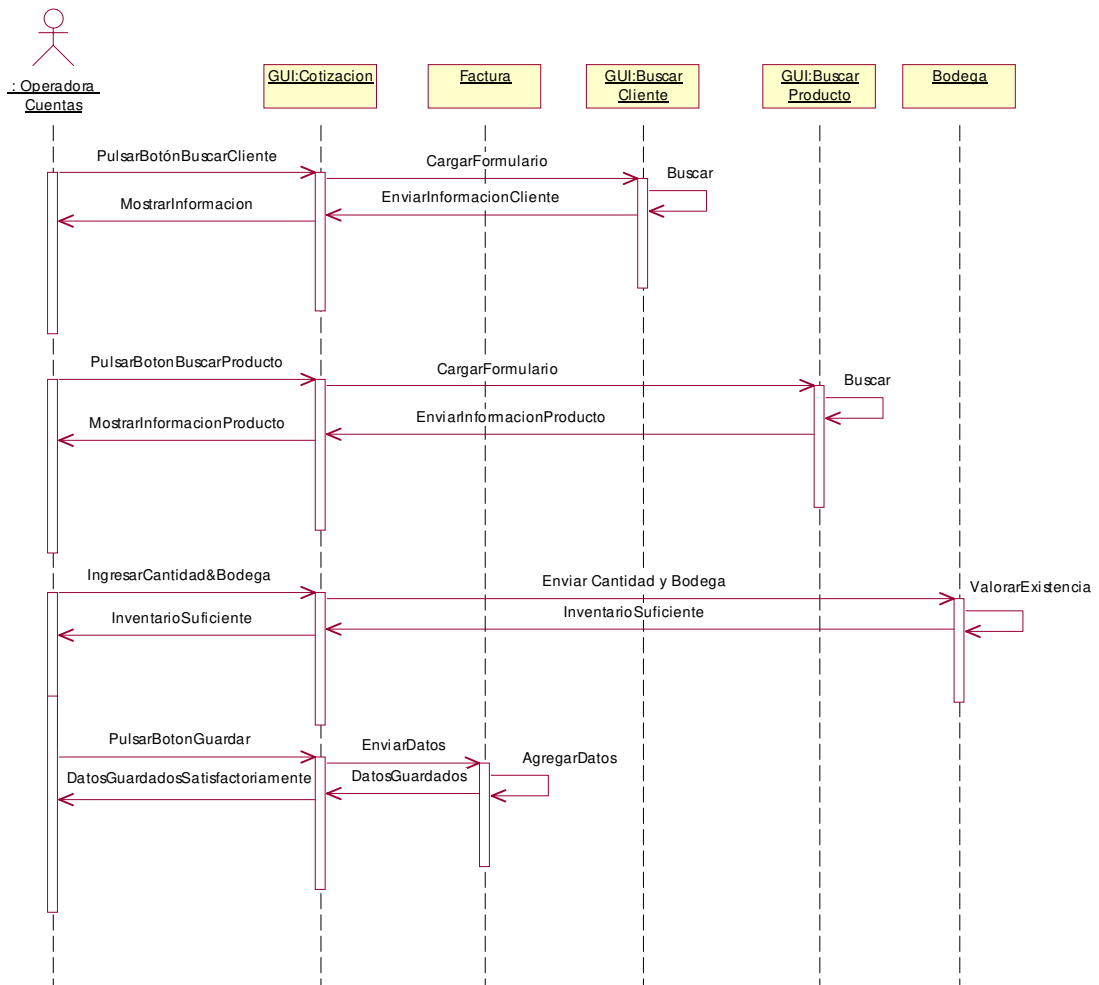 : Operadora
Cuentas
GUI:Cotizacion
Factura
GUI:Buscar
Cliente
GUI:Buscar
Producto
Bodega
PulsarBotónBuscarCliente
CargarFormulario
Buscar
MostrarInformacion
EnviarInformacionCliente
PulsarBotonBuscarProducto
CargarFormulario
Buscar
MostrarInformacionProducto
EnviarInformacionProducto
IngresarCantidad&Bodega
Enviar Cantidad y Bodega
ValorarExistencia
InventarioSuficiente
InventarioSuficiente
PulsarBotonGuardar
EnviarDatos
AgregarDatos
DatosGuardadosSatisfactoriamente
DatosGuardados